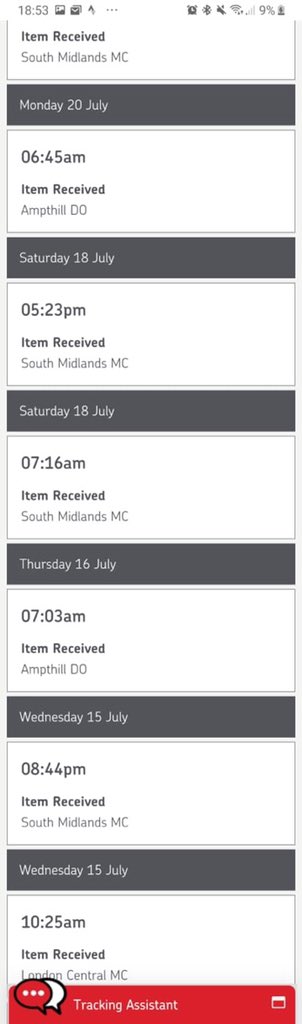 18:53
9%
Item Received
South Midlands MC
Monday 20 July
06:45am
Item Received
Ampthill DO
Saturday 18 July
05:23pm
Item Received
South Midlands MC
Saturday 18 July
07:16am
Item Received
South Midlands MC
Thursday 16 July
07:03am
Item Received
Ampthill DO
Wednesday 15 July
08:44pm
Item Received
South Midlands MC
Wednesday 15 July
10:25am
Item Received
London Central MC
Tracking Assistant